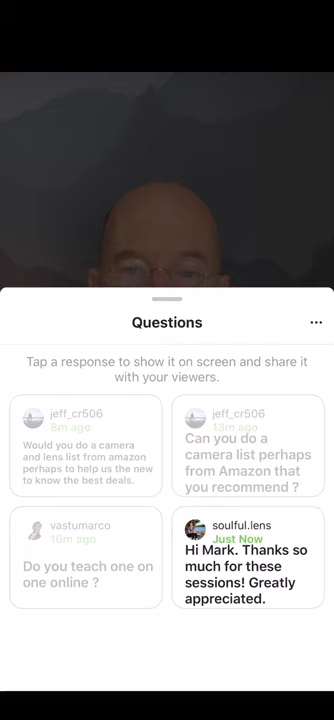 Questions
Tap a response to show it on screen and share it
with your viewers.
jeff_cr506
8m ago
Would you do a camera
and lens list from amazon
perhaps to help us the new
to know the best deals.
jeff_cr506
13m ago
Can you do a
camera list perhaps
from Amazon that
you recommend ?
vastumarco
16m ago
Do you teach one on
one online ?
soulful.lens
Just Now
Hi Mark. Thanks so
much for these
sessions! Greatly
appreciated.